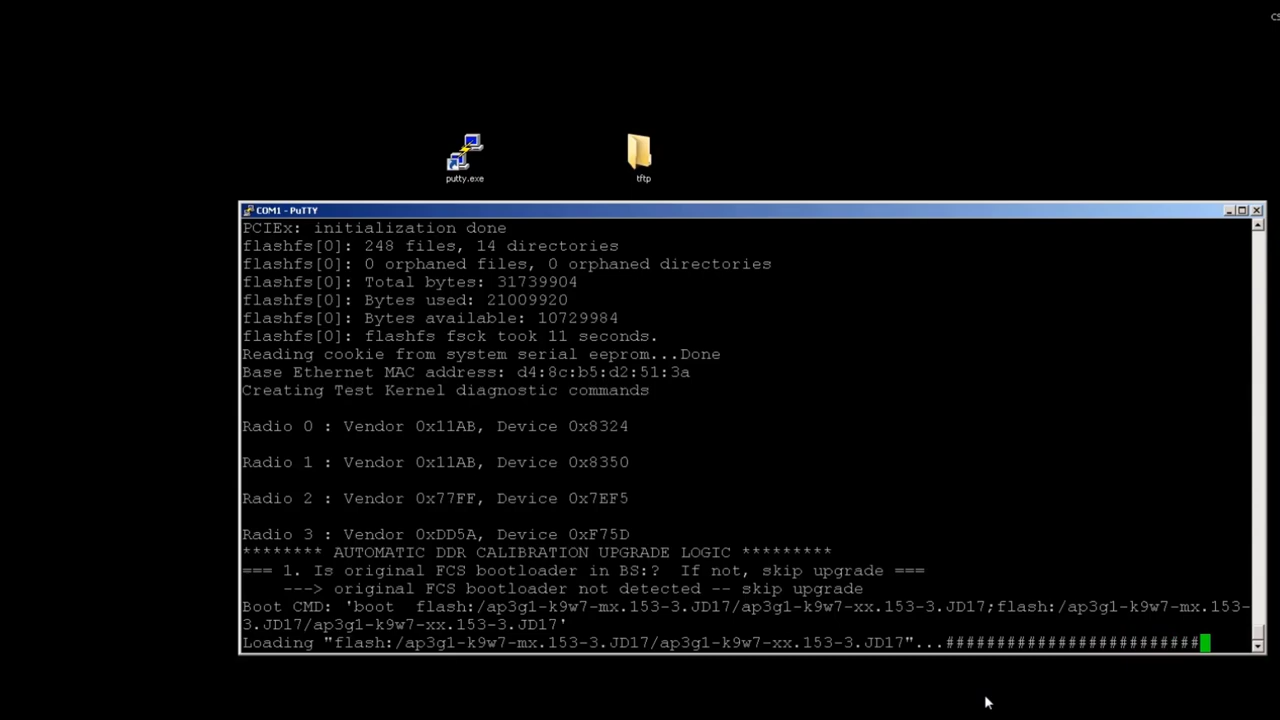 CS
putty.exe
tftp
COM1 - PuTTY
PCIEx: initialization done
flashfs[0]: 248 files, 14 directories
flashfs[0]: 0 orphaned files, 0 orphaned directories
flashfs[0]: Total bytes: 31739904
flashfs[0]: Bytes used: 21009920
flashfs[0]: Bytes available: 10729984
flashfs[0]: flashfs fsck took 11 seconds.
Reading cookie from system serial eeprom...Done
Base Ethernet MAC address: d4:8c:b5:d2:51:3a
Creating Test Kernel diagnostic commands
Radio 0 : Vendor 0x11AB, Device 0x8324
Radio 1 : Vendor 0x11AB, Device 0x8350
Radio 2 : Vendor 0x77FF, Device 0x7EF5
Radio 3 : Vendor 0xDD5A, Device 0xF75D
******** AUTOMATIC DDR CALIBRATION UPGRADE LOGIC *********
=== 1. Is original FCS bootloader in BS:?  If not, skip upgrade ===
    ---> original FCS bootloader not detected -- skip upgrade
Boot CMD: 'boot  flash:/ap3g1-k9w7-mx.153-3.JD17/ap3g1-k9w7-xx.153-3.JD17;flash:/ap3g1-k9w7-mx.153-
3.JD17/ap3g1-k9w7-xx.153-3.JD17'
Loading "flash:/ap3g1-k9w7-mx.153-3.JD17/ap3g1-k9w7-xx.153-3.JD17"...#########################